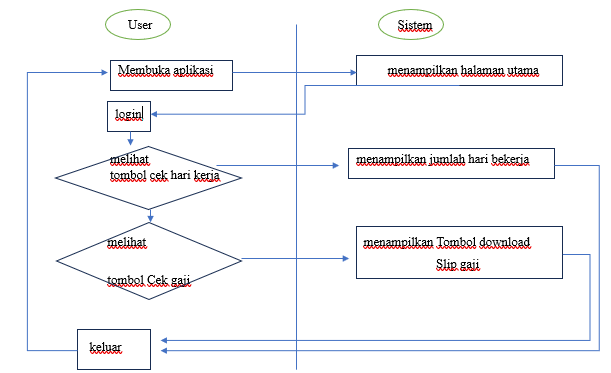 User
Sistem
Membuka aplikasi
menampilkan halaman utama
login
melihat
tombol cek hari kerja
menampilkan jumlah hari bekerja
melihat
tombol Cek gaji
menampilkan Tombol download
Slip gaji
keluar